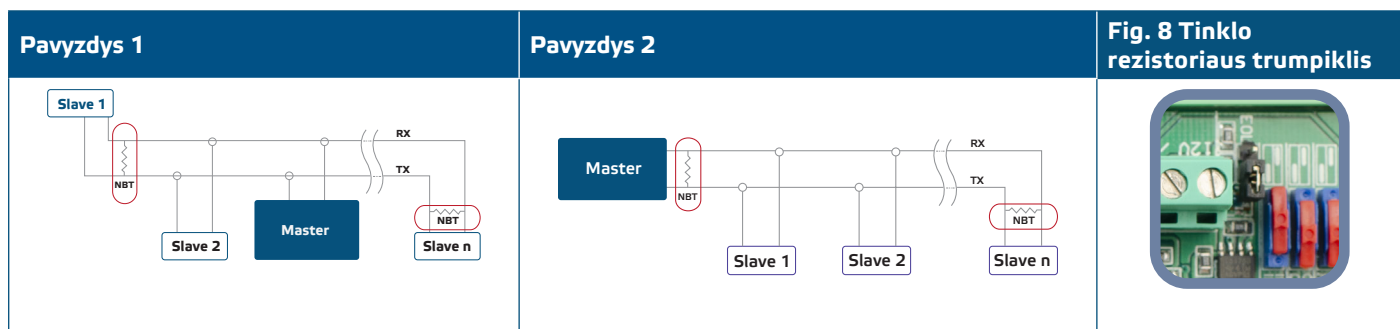 Pavyzdys 1
Pavyzdys 2
Fig. 8 Tinklo
rezistoriaus trumpiklis
Slave 1
NBT
RX
TX
Slave 2
Master
NBT
Slave n
Master
NBT
RX
TX
NBT
Slave 1
Slave 2
Slave n
EOL